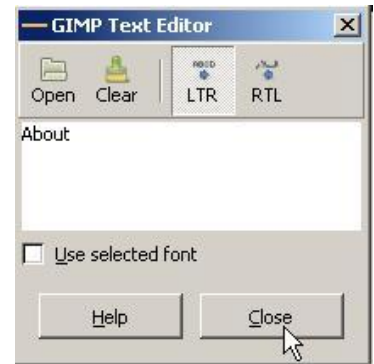 GIMP Text Editor
Open Clear LTR RTL
About
Use selected font
Help Close